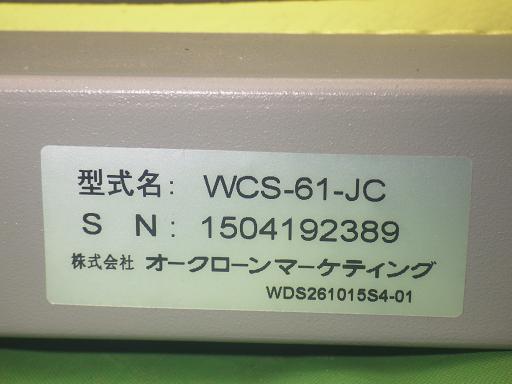 型式名: WCS-61-JC
S N: 1504192389
株式会社 オークローンマーケティング
WDS261015S4-01